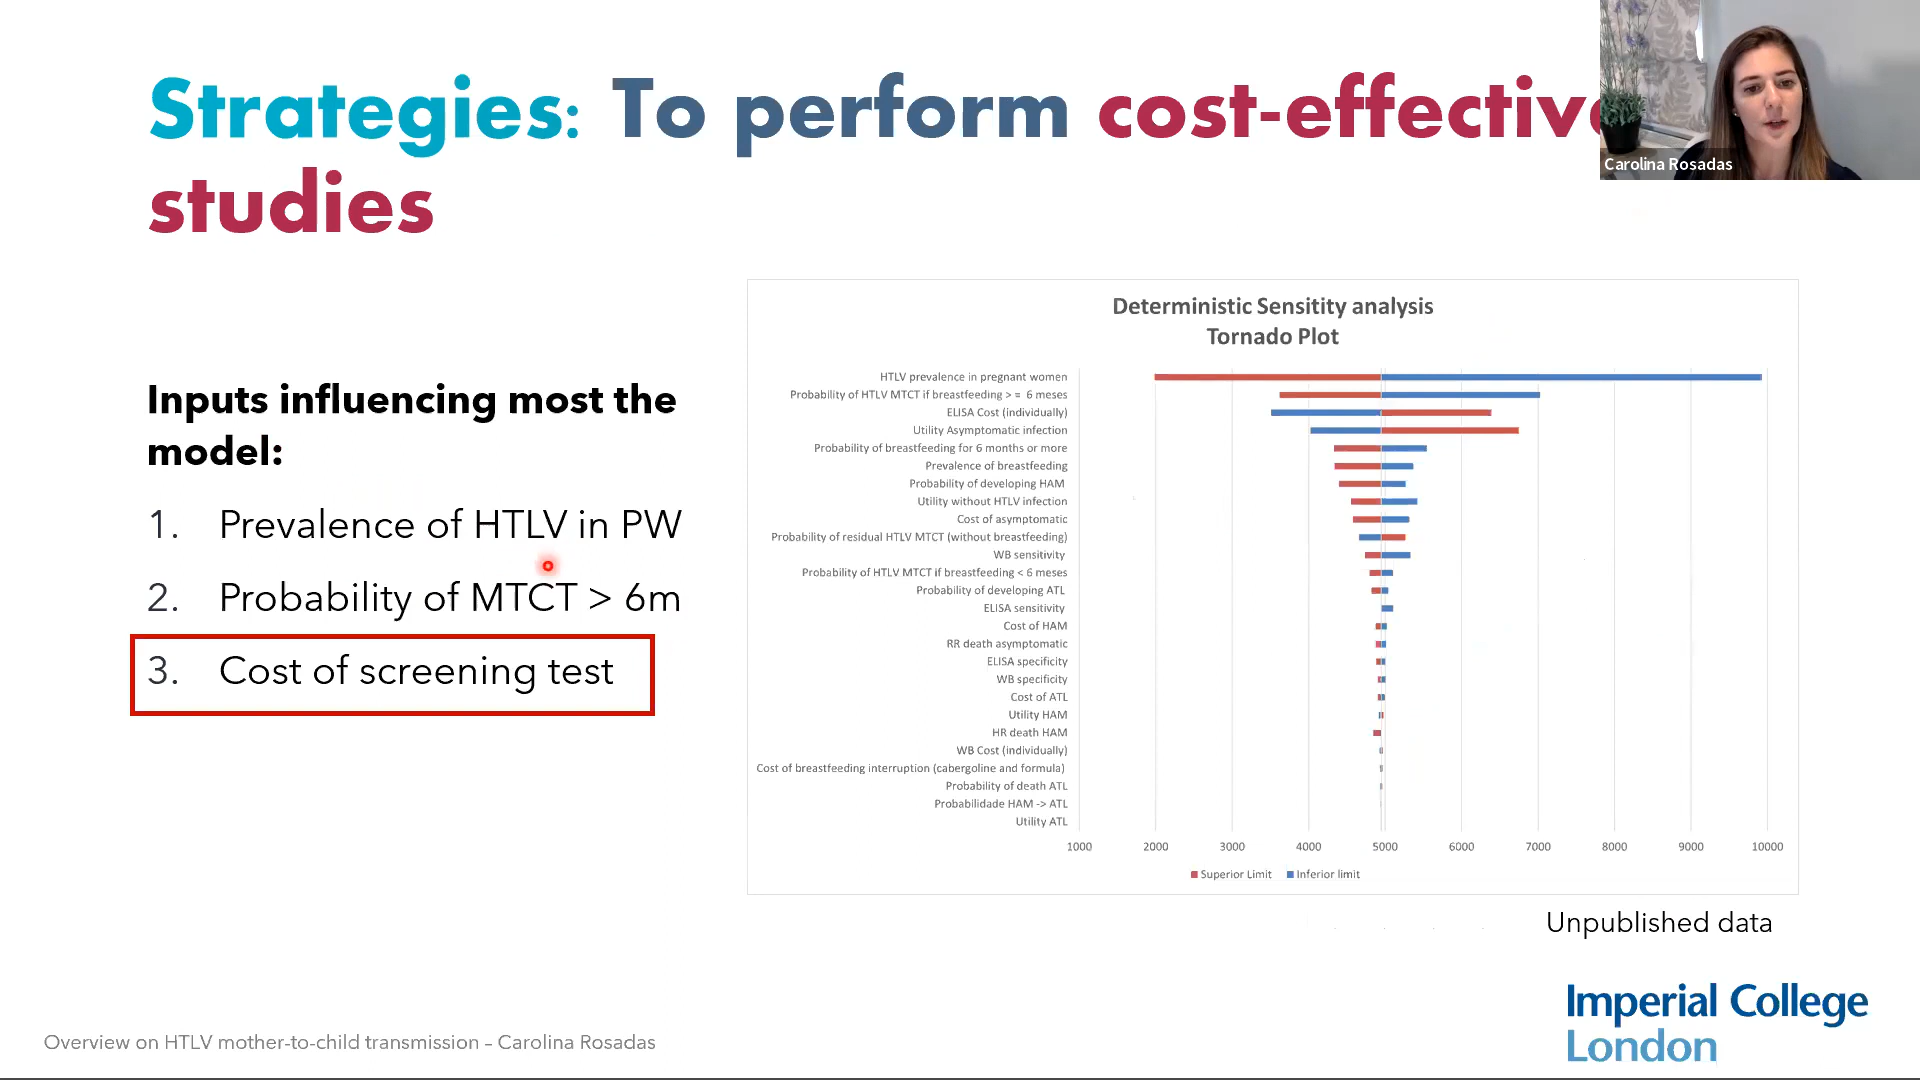 Strategies: To perform cost-effective
studies
Carolina Rosadas
Inputs influencing most the
model:
1. Prevalence of HTLV in PW
2. Probability of MTCT > 6m
3. Cost of screening test
Deterministic Sensitity analysis
Tornado Plot
HTLV prevalence in pregnant women
Probability of HTLV MTCT if breastfeeding > = 6 meses
ELISA Cost (individually)
Utility Asymptomatic infection
Probability of breastfeeding for 6 months or more
Prevalence of breastfeeding
Probability of developing HAM
Utility without HTLV infection
Cost of asymptomatic
Probability of residual HTLV MTCT (without breastfeeding)
WB sensitivity
Probability of HTLV MTCT if breastfeeding < 6 meses
Probability of developing ATL
ELISA sensitivity
Cost of HAM
RR death asymptomatic
ELISA specificity
WB specificity
Cost of ATL
Utility HAM
HR death HAM
WB Cost (individually)
Cost of breastfeeding interruption (cabergoline and formula)
Probability of death ATL
Probabilidade HAM -> ATL
Utility ATL
1000 2000 3000 4000 5000 6000 7000 8000 9000 10000
Superior Limit Inferior limit
Unpublished data
Imperial College
London
Overview on HTLV mother-to-child transmission – Carolina Rosadas